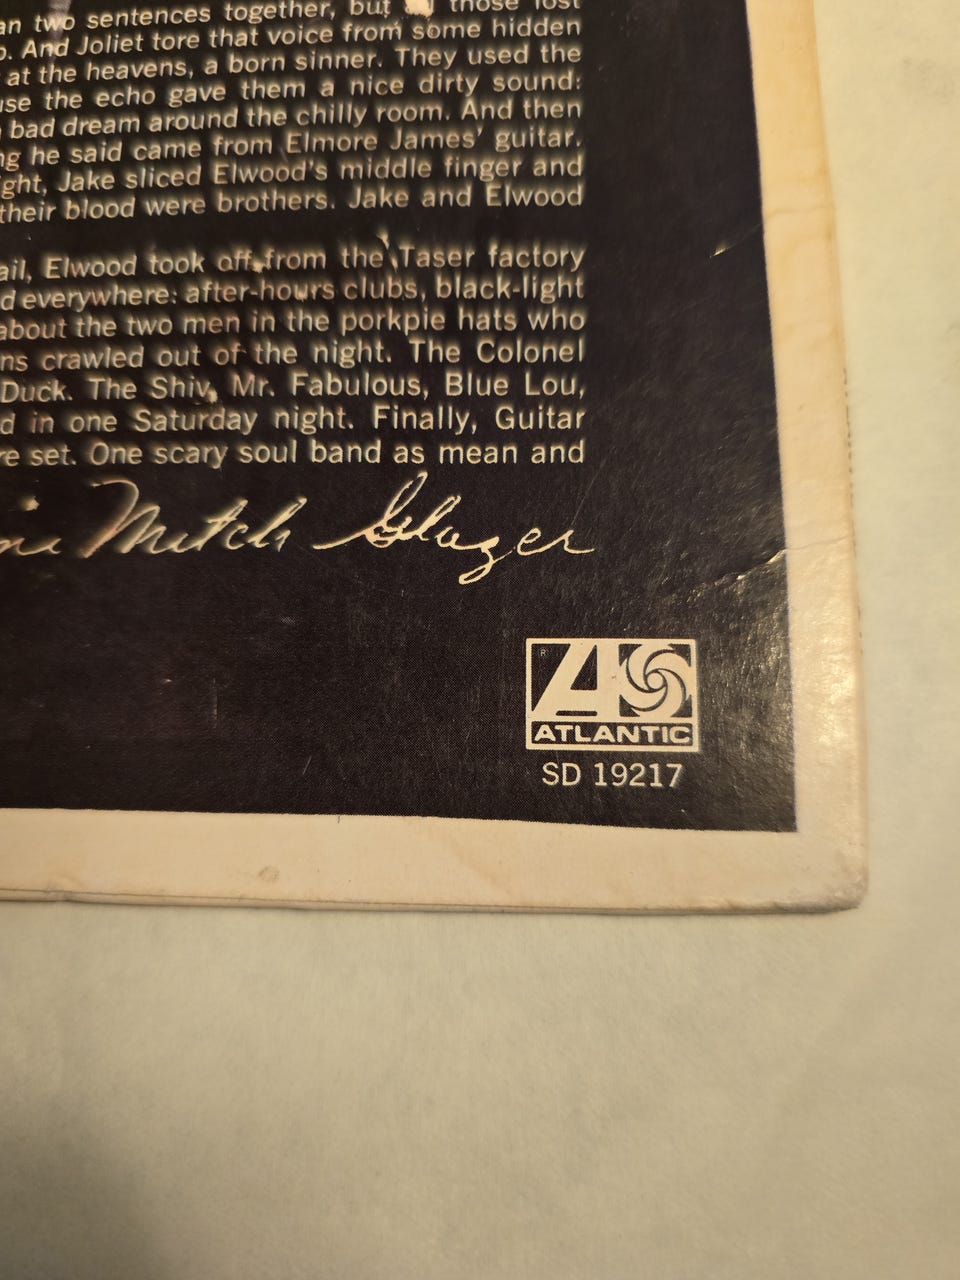 an two sentences together, but those lost
. And Joliet tore that voice from some hidden
at the heavens, a born sinner. They used the
use the echo gave them a nice dirty sound:
bad dream around the chilly room. And then
ng he said came from Elmore James' guitar.
ight, Jake sliced Elwood's middle finger and
their blood were brothers. Jake and Elwood
ail, Elwood took off from the Taser factory
d everywhere: after-hours clubs, black-light
about the two men in the porkpie hats who
ns crawled out of the night. The Colonel
Duck. The Shiv, Mr. Fabulous, Blue Lou,
d in one Saturday night. Finally, Guitar
re set. One scary soul band as mean and
Mitch Glazer
®
ATLANTIC
SD 19217